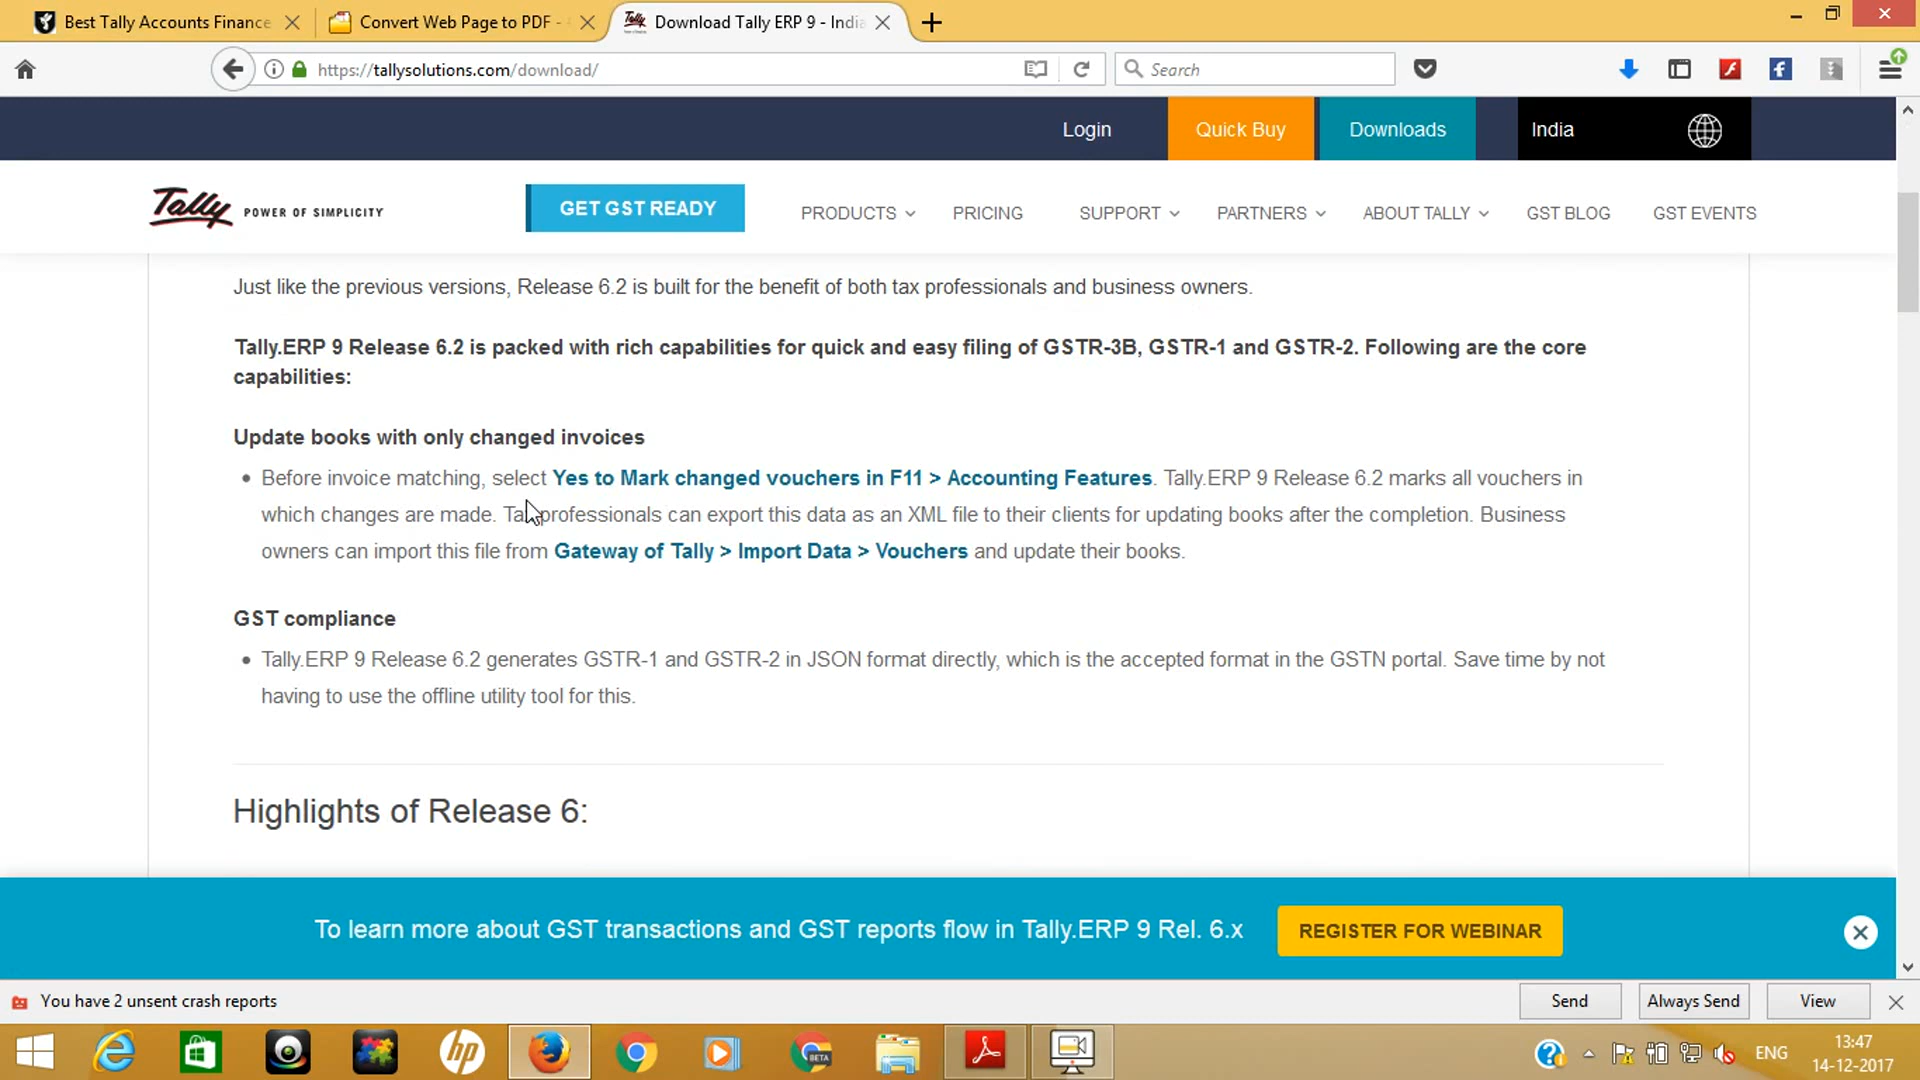 Best Tally Accounts Finance
Convert Web Page to PDF -
Download Tally ERP 9 - India
https://tallysolutions.com/download/
Search
Login
Quick Buy
Downloads
India
Tally POWER OF SIMPLICITY
GET GST READY
PRODUCTS
PRICING
SUPPORT
PARTNERS
ABOUT TALLY
GST BLOG
GST EVENTS
Just like the previous versions, Release 6.2 is built for the benefit of both tax professionals and business owners.
Tally.ERP 9 Release 6.2 is packed with rich capabilities for quick and easy filing of GSTR-3B, GSTR-1 and GSTR-2. Following are the core
capabilities:
Update books with only changed invoices
Before invoice matching, select Yes to Mark changed vouchers in F11 > Accounting Features. Tally.ERP 9 Release 6.2 marks all vouchers in
which changes are made. Tax professionals can export this data as an XML file to their clients for updating books after the completion. Business
owners can import this file from Gateway of Tally > Import Data > Vouchers and update their books.
GST compliance
Tally.ERP 9 Release 6.2 generates GSTR-1 and GSTR-2 in JSON format directly, which is the accepted format in the GSTN portal. Save time by not
having to use the offline utility tool for this.
Highlights of Release 6:
To learn more about GST transactions and GST reports flow in Tally.ERP 9 Rel. 6.x
REGISTER FOR WEBINAR
You have 2 unsent crash reports
Send
Always Send
View
hp
BETA
ENG
13:47
14-12-2017